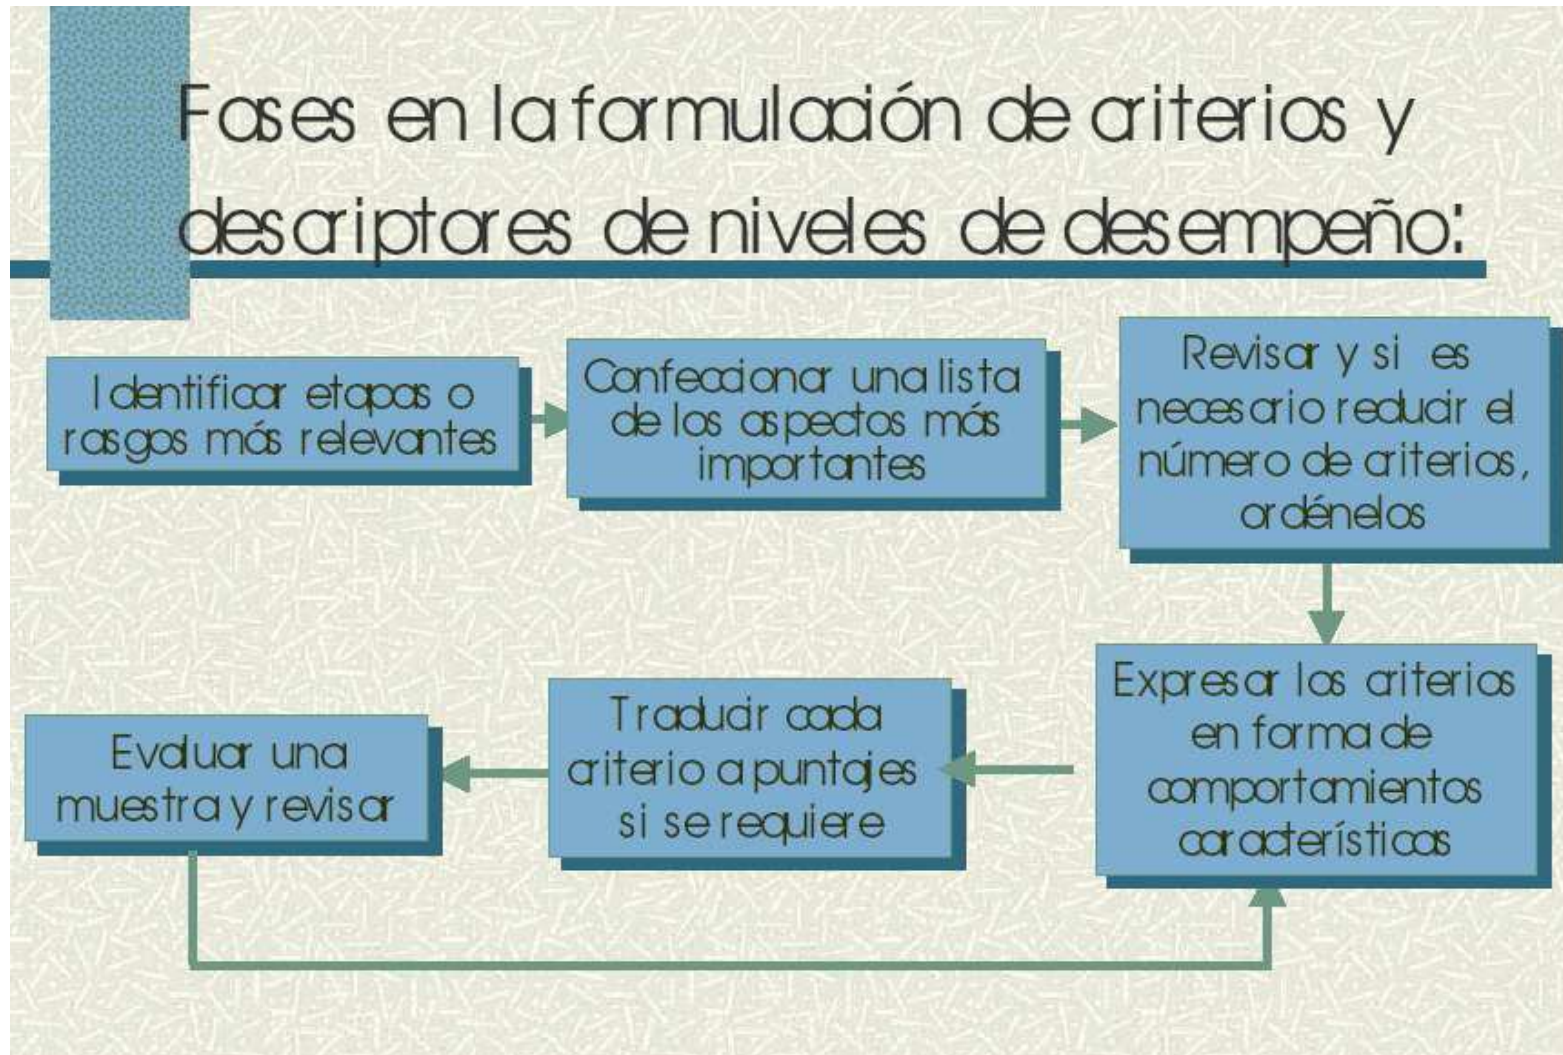 Fases en la formulación de criterios y
descriptores de niveles de desempeño:
Identificar etapas o
rasgos más relevantes
Confeccionar una lista
de los aspectos más
importantes
Revisar y si es
necesario reducir el
número de criterios,
ordénelos
Expresar los criterios
en forma de
comportamientos
características
Traducir cada
criterio a puntajes
si se requiere
Evaluar una
muestra y revisar